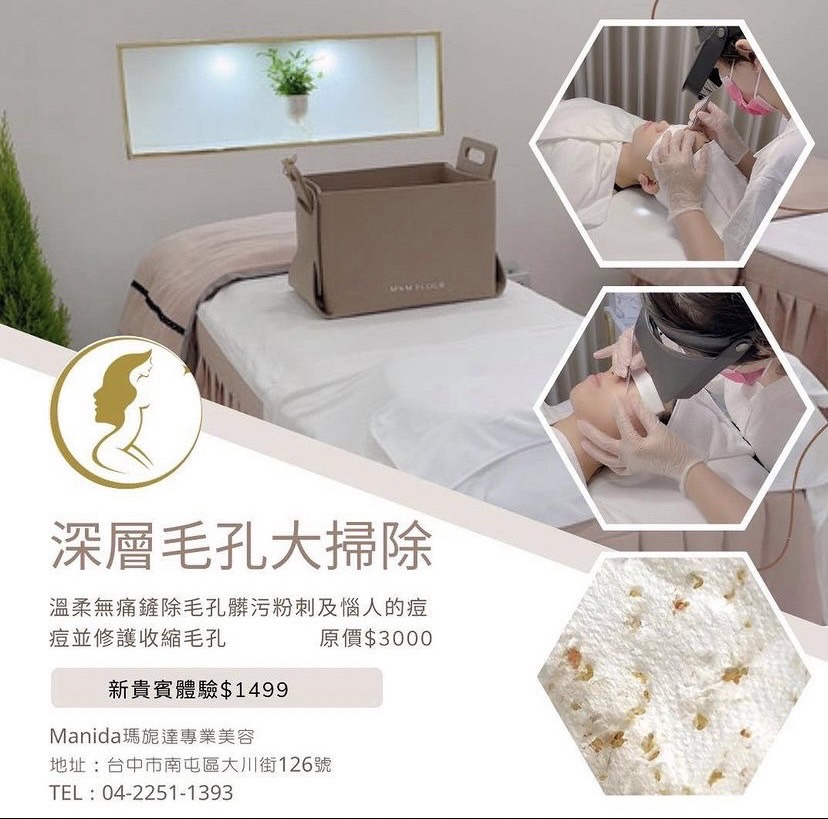 深層毛孔大掃除
溫柔無痛鏟除毛孔髒污粉刺及惱人的痘
痘並修護收縮毛孔 原價$3000
新貴賓體驗$1499
Manida瑪旎達專業美容
地址：台中市南屯區大川街126號
TEL：04-2251-1393